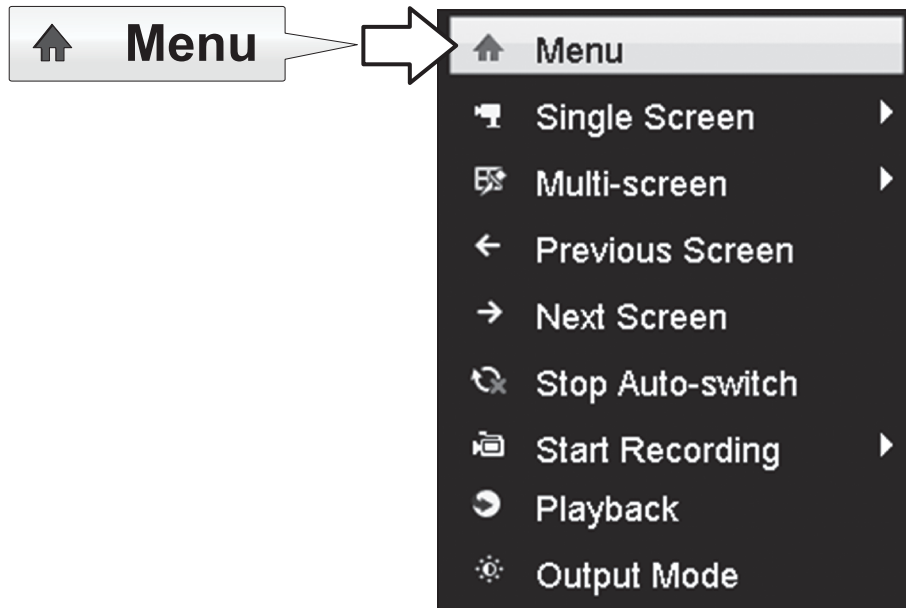 Menu
Menu
Single Screen
Multi-screen
Previous Screen
Next Screen
Stop Auto-switch
Start Recording
Playback
Output Mode